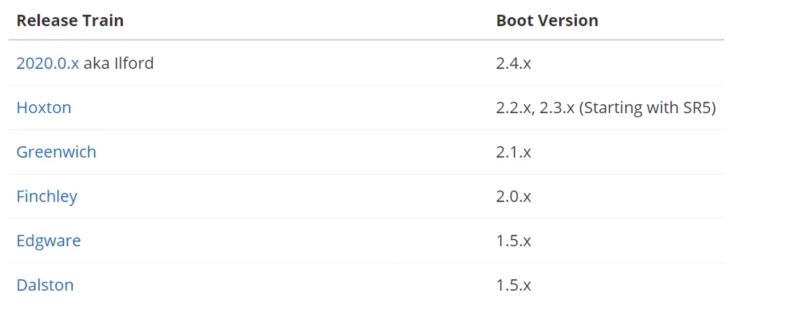 Release Train Boot Version
2020.0.x aka Ilford 2.4.x
Hoxton 2.2.x, 2.3.x (Starting with SR5)
Greenwich 2.1.x
Finchley 2.0.x
Edgware 1.5.x
Dalston 1.5.x